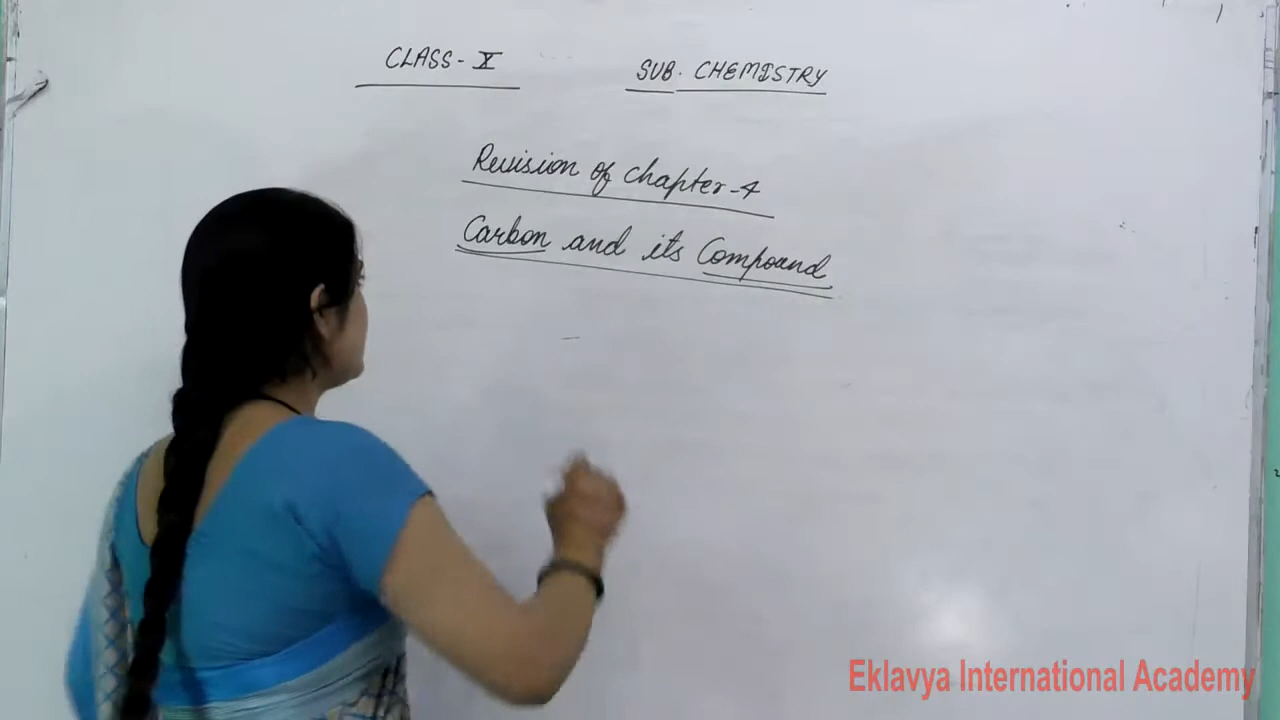 CLASS - X SUB. CHEMISTRY
Revision of chapter - 4
Carbon and its Compound
Eklavya International Academy